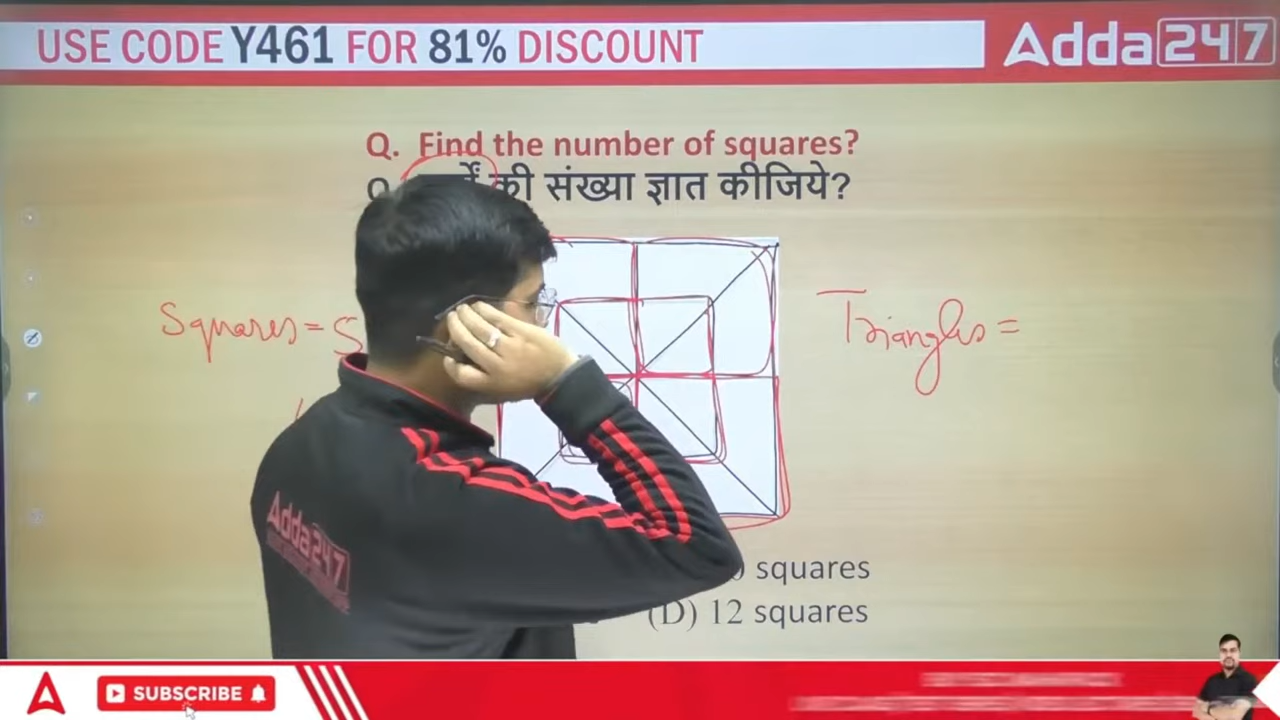 USE CODE Y461 FOR 81% DISCOUNT
Adda247
Q. Find the number of squares?
की संख्या ज्ञात कीजिये?
Squares = 5
Triangles =
Adda247
squares
(D) 12 squares
SUBSCRIBE